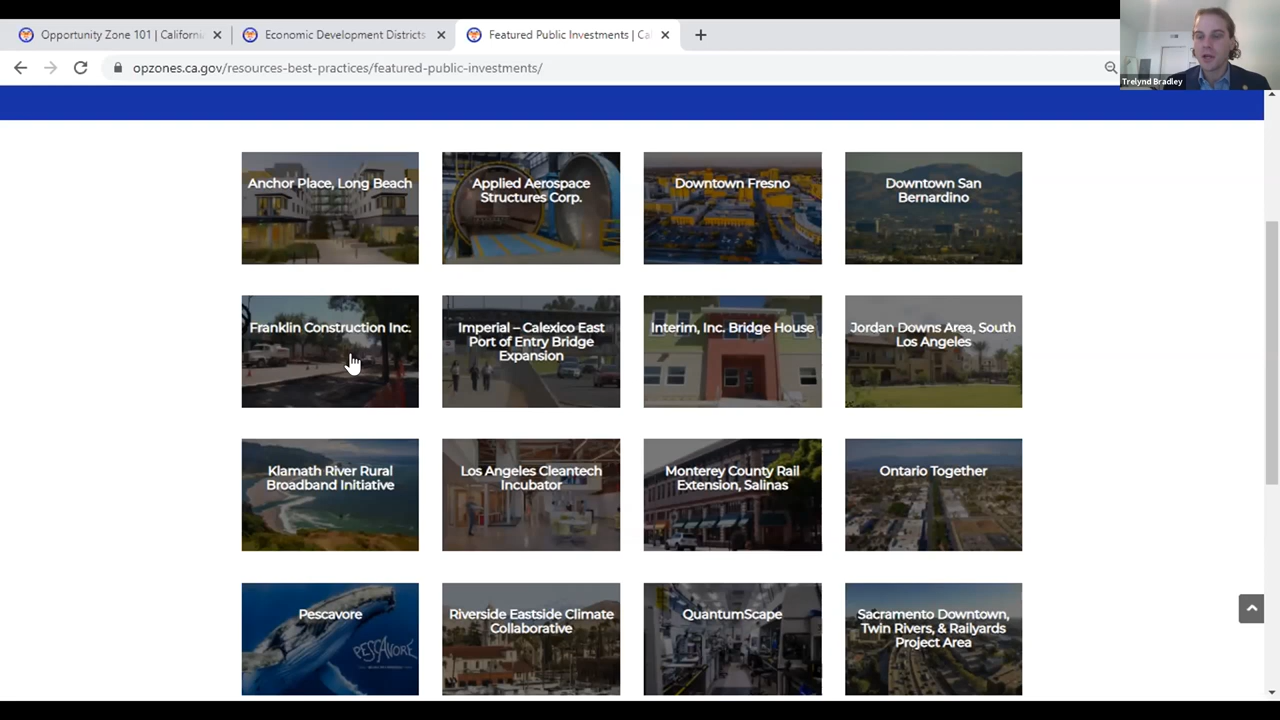 Opportunity Zone 101 | Californi
Economic Development Districts
Featured Public Investments | Ca
opzones.ca.gov/resources-best-practices/featured-public-investments/
Trelynd Bradley
Anchor Place, Long Beach
Applied Aerospace
Structures Corp.
Downtown Fresno
Downtown San
Bernardino
Franklin Construction Inc.
Imperial – Calexico East
Port of Entry Bridge
Expansion
Interim, Inc. Bridge House
Jordan Downs Area, South
Los Angeles
Klamath River Rural
Broadband Initiative
Los Angeles Cleantech
Incubator
Monterey County Rail
Extension, Salinas
Ontario Together
Pescavore
PESCAVORE
Riverside Eastside Climate
Collaborative
QuantumScape
Sacramento Downtown,
Twin Rivers, & Railyards
Project Area